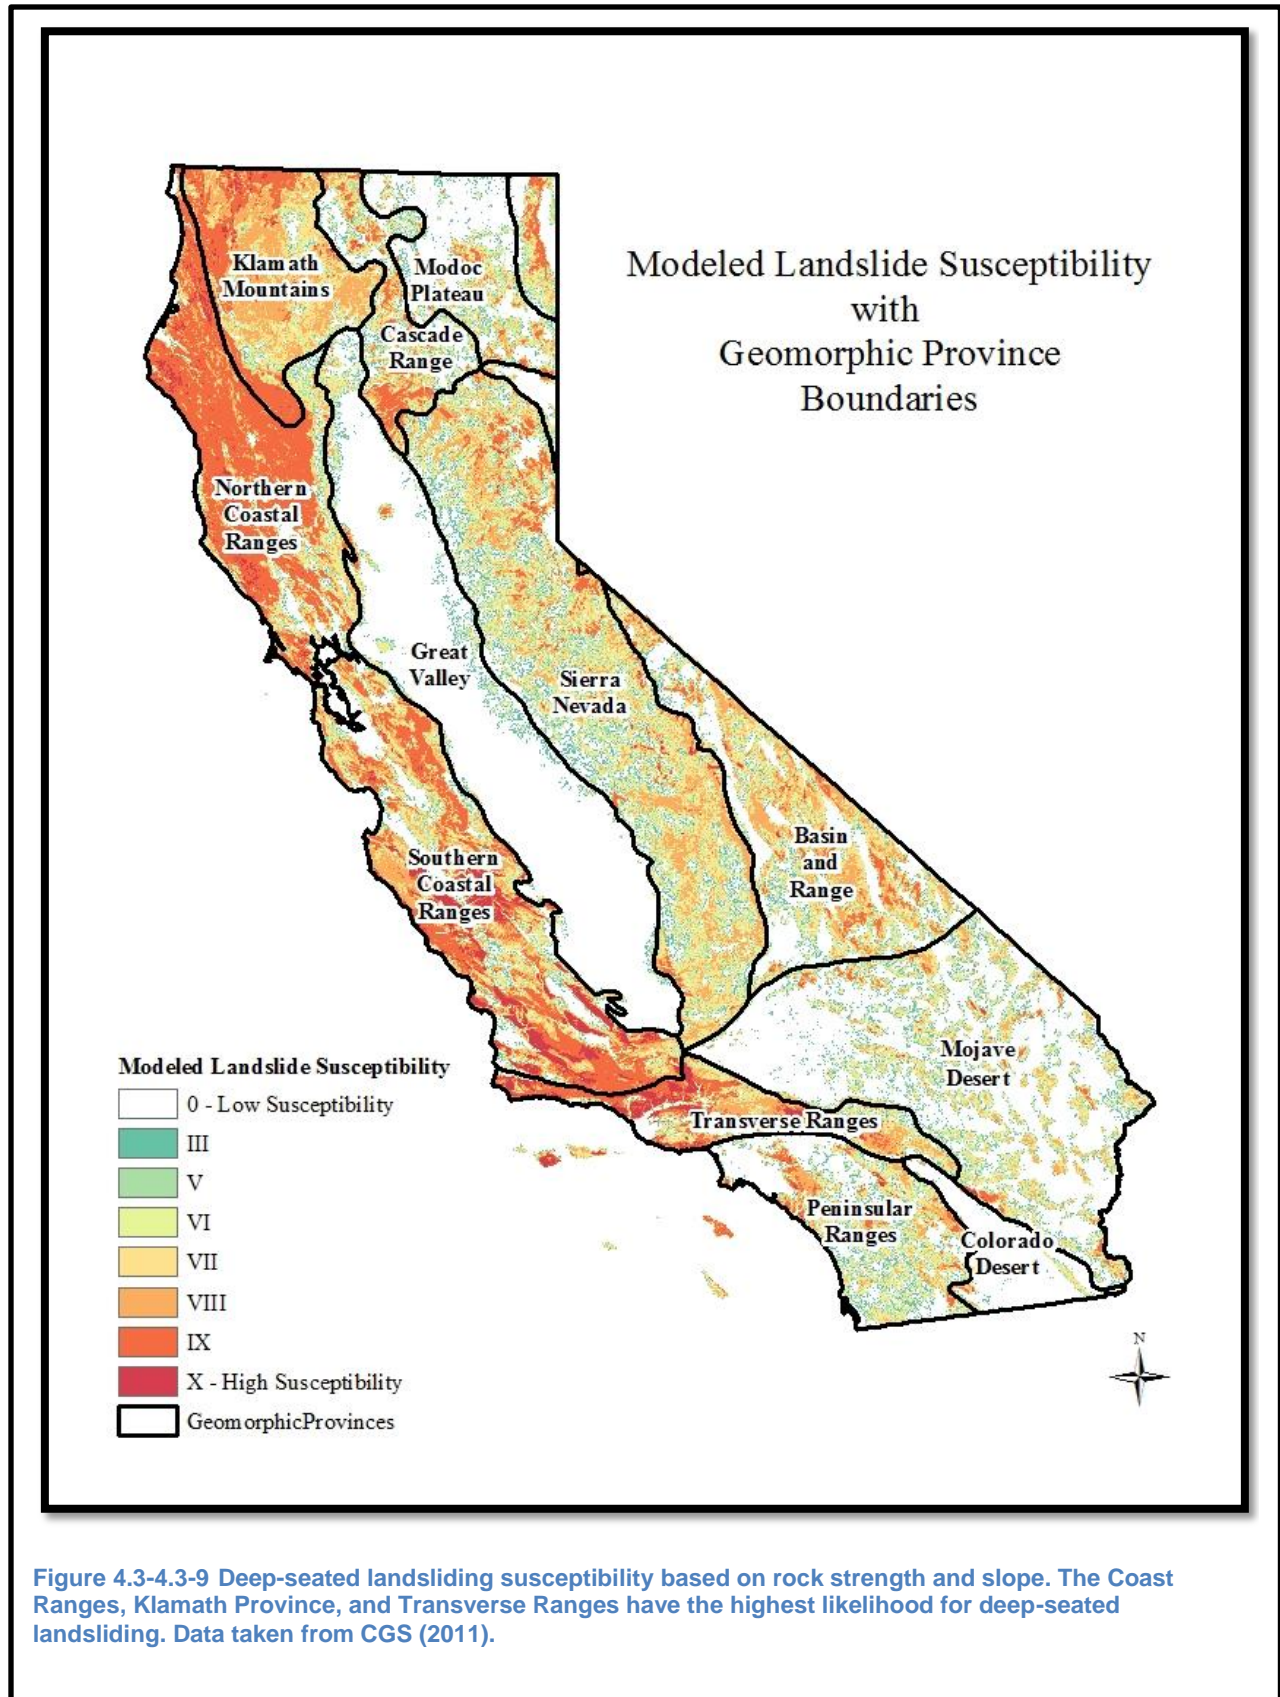 Modeled Landslide Susceptibility
with
Geomorphic Province
Boundaries
Klamath
Mountains
Modoc
Plateau
Cascade
Range
Northern
Coastal
Ranges
Great
Valley
Sierra
Nevada
Basin
and
Range
Southern
Coastal
Ranges
Mojave
Desert
Transverse Ranges
Peninsular
Ranges
Colorado
Desert
Modeled Landslide Susceptibility
0 - Low Susceptibility
III
V
VI
VII
VIII
IX
X - High Susceptibility
GeomorphicProvinces
N
Figure 4.3-4.3-9 Deep-seated landsliding susceptibility based on rock strength and slope. The Coast
Ranges, Klamath Province, and Transverse Ranges have the highest likelihood for deep-seated
landsliding. Data taken from CGS (2011).